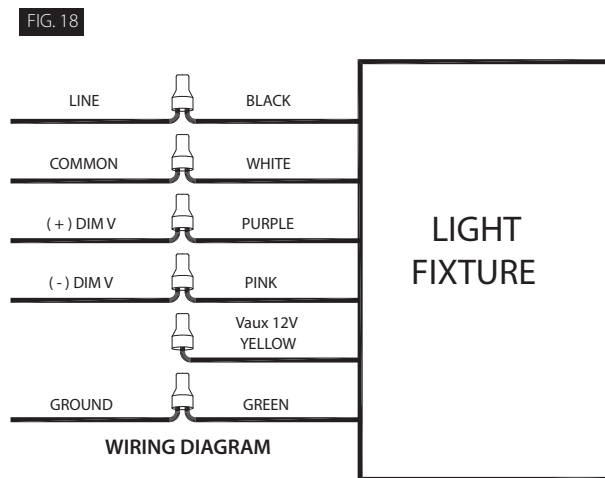 FIG. 18
LINE BLACK
COMMON WHITE
( + ) DIM V PURPLE
( - ) DIM V PINK
Vaux 12V
YELLOW
GROUND GREEN
WIRING DIAGRAM
LIGHT
FIXTURE